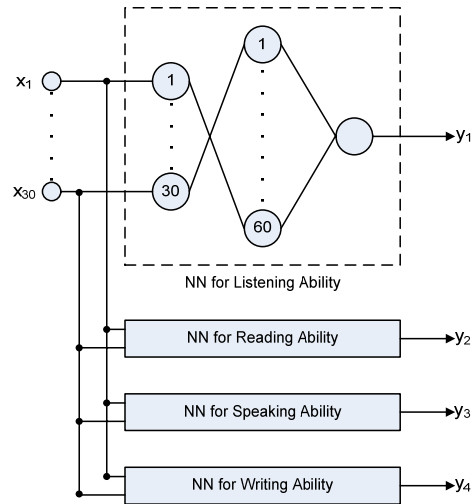 1
x1
1
y1
x30
30
60
NN for Listening Ability
NN for Reading Ability
y2
NN for Speaking Ability
y3
NN for Writing Ability
y4